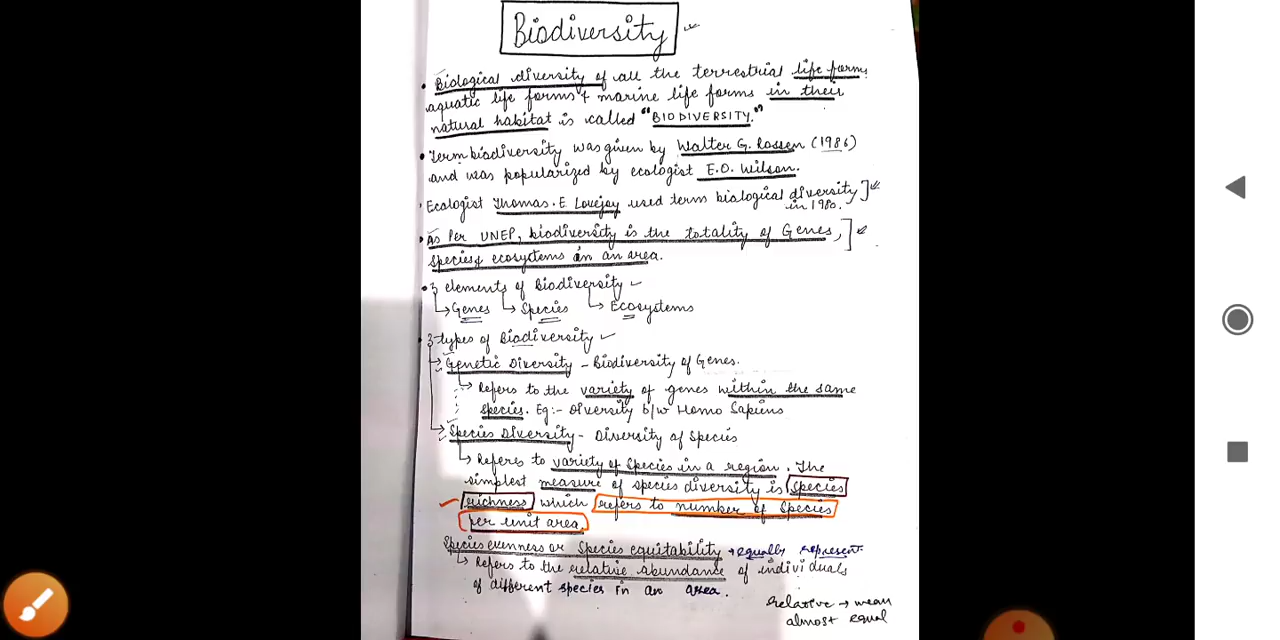 Biodiversity
• Biological diversity of all the terrestrial life forms,
aquatic life forms + marine life forms in their
natural habitat is called "BIODIVERSITY."
• Term biodiversity was given by Walter G. Rossen (1986)
and was popularized by ecologist E.O. Wilson.
Ecologist Thomas. E Lovejoy used term biological diversity
in 1980.
• As Per UNEP, biodiversity is the totality of Genes,
species & ecosystems in an area.
• 3 elements of Biodiversity
Genes Species Ecosystems
3 types of Biodiversity
Genetic Diversity - Biodiversity of Genes.
Refers to the variety of genes within the same
species. Eg:- Diversity b/w Homo Sapiens
Species Diversity - Diversity of Species
Refers to variety of species in a region. The
simplest measure of species diversity is species
richness which refers to number of species
per unit area.
Species evenness or Species equitability → equally represent
Refers to the relative abundance of individuals
of different species in an area.
relative → mean
almost equal